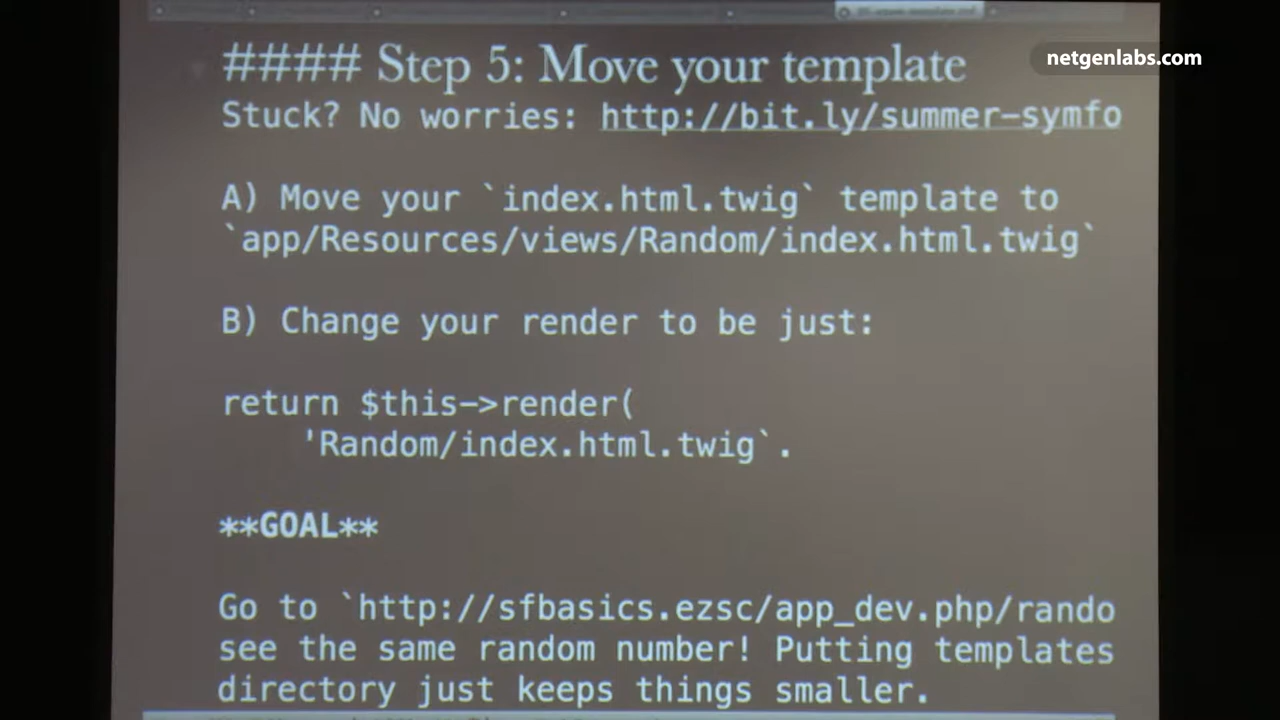 netgenlabs.com
#### Step 5: Move your template
Stuck? No worries: http://bit.ly/summer-symfo
A) Move your `index.html.twig` template to
`app/Resources/views/Random/index.html.twig`
B) Change your render to be just:
return $this->render(
'Random/index.html.twig`.
**GOAL**
Go to `http://sfbasics.ezsc/app_dev.php/rando
see the same random number! Putting templates
directory just keeps things smaller.